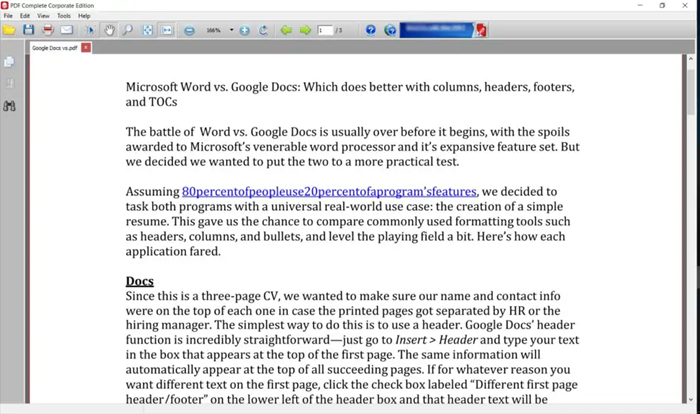 PDF Complete Corporate Edition
File Edit View Tools Help
166% 1 / 3
Google Docs vs.pdf
Microsoft Word vs. Google Docs: Which does better with columns, headers, footers,
and TOCs
The battle of Word vs. Google Docs is usually over before it begins, with the spoils
awarded to Microsoft's venerable word processor and it's expansive feature set. But
we decided we wanted to put the two to a more practical test.
Assuming 80percentofpeopleuse20percentofaprogram'sfeatures, we decided to
task both programs with a universal real-world use case: the creation of a simple
resume. This gave us the chance to compare commonly used formatting tools such
as headers, columns, and bullets, and level the playing field a bit. Here's how each
application fared.
Docs
Since this is a three-page CV, we wanted to make sure our name and contact info
were on the top of each one in case the printed pages got separated by HR or the
hiring manager. The simplest way to do this is to use a header. Google Docs' header
function is incredibly straightforward—just go to Insert > Header and type your text
in the box that appears at the top of the first page. The same information will
automatically appear at the top of all succeeding pages. If for whatever reason you
want different text on the first page, click the check box labeled "Different first page
header/footer" on the lower left of the header box and that header text will be